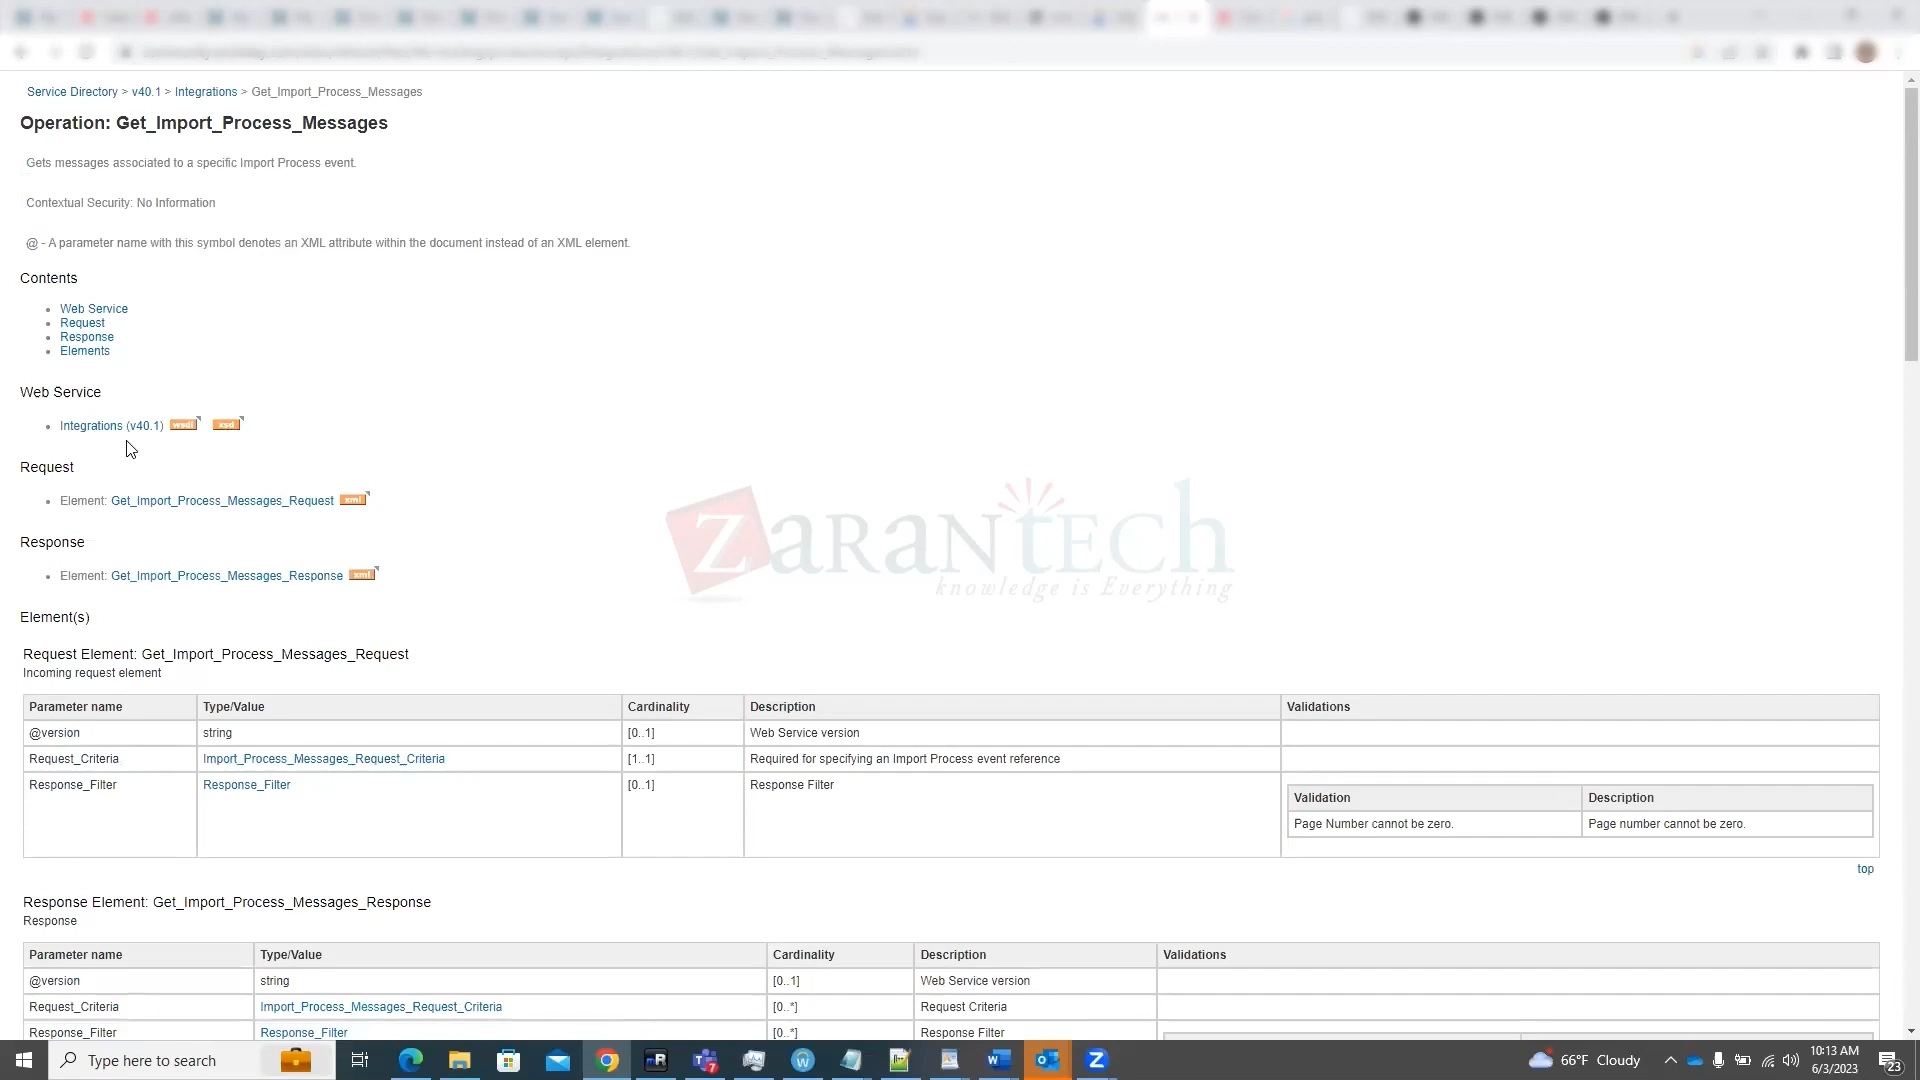 Service Directory > v40.1 > Integrations > Get_Import_Process_Messages
Operation: Get_Import_Process_Messages
Gets messages associated to a specific Import Process event.
Contextual Security: No Information
@ - A parameter name with this symbol denotes an XML attribute within the document instead of an XML element.
Contents
Web Service
Request
Response
Elements
Web Service
Integrations (v40.1) wsdl xsd
Request
Element: Get_Import_Process_Messages_Request xml
Response
Element: Get_Import_Process_Messages_Response xml
ZaranTech
knowledge is Everything
Element(s)
Request Element: Get_Import_Process_Messages_Request
Incoming request element
Parameter name Type/Value Cardinality Description Validations
@version string [0..1] Web Service version
Request_Criteria Import_Process_Messages_Request_Criteria [1..1] Required for specifying an Import Process event reference
Response_Filter Response_Filter [0..1] Response Filter
Validation Description
Page Number cannot be zero. Page number cannot be zero.
top
Response Element: Get_Import_Process_Messages_Response
Response
Parameter name Type/Value Cardinality Description Validations
@version string [0..1] Web Service version
Request_Criteria Import_Process_Messages_Request_Criteria [0..*] Request Criteria
Response_Filter Response_Filter [0..*] Response Filter
Type here to search
66°F Cloudy
10:13 AM
6/3/2023
23